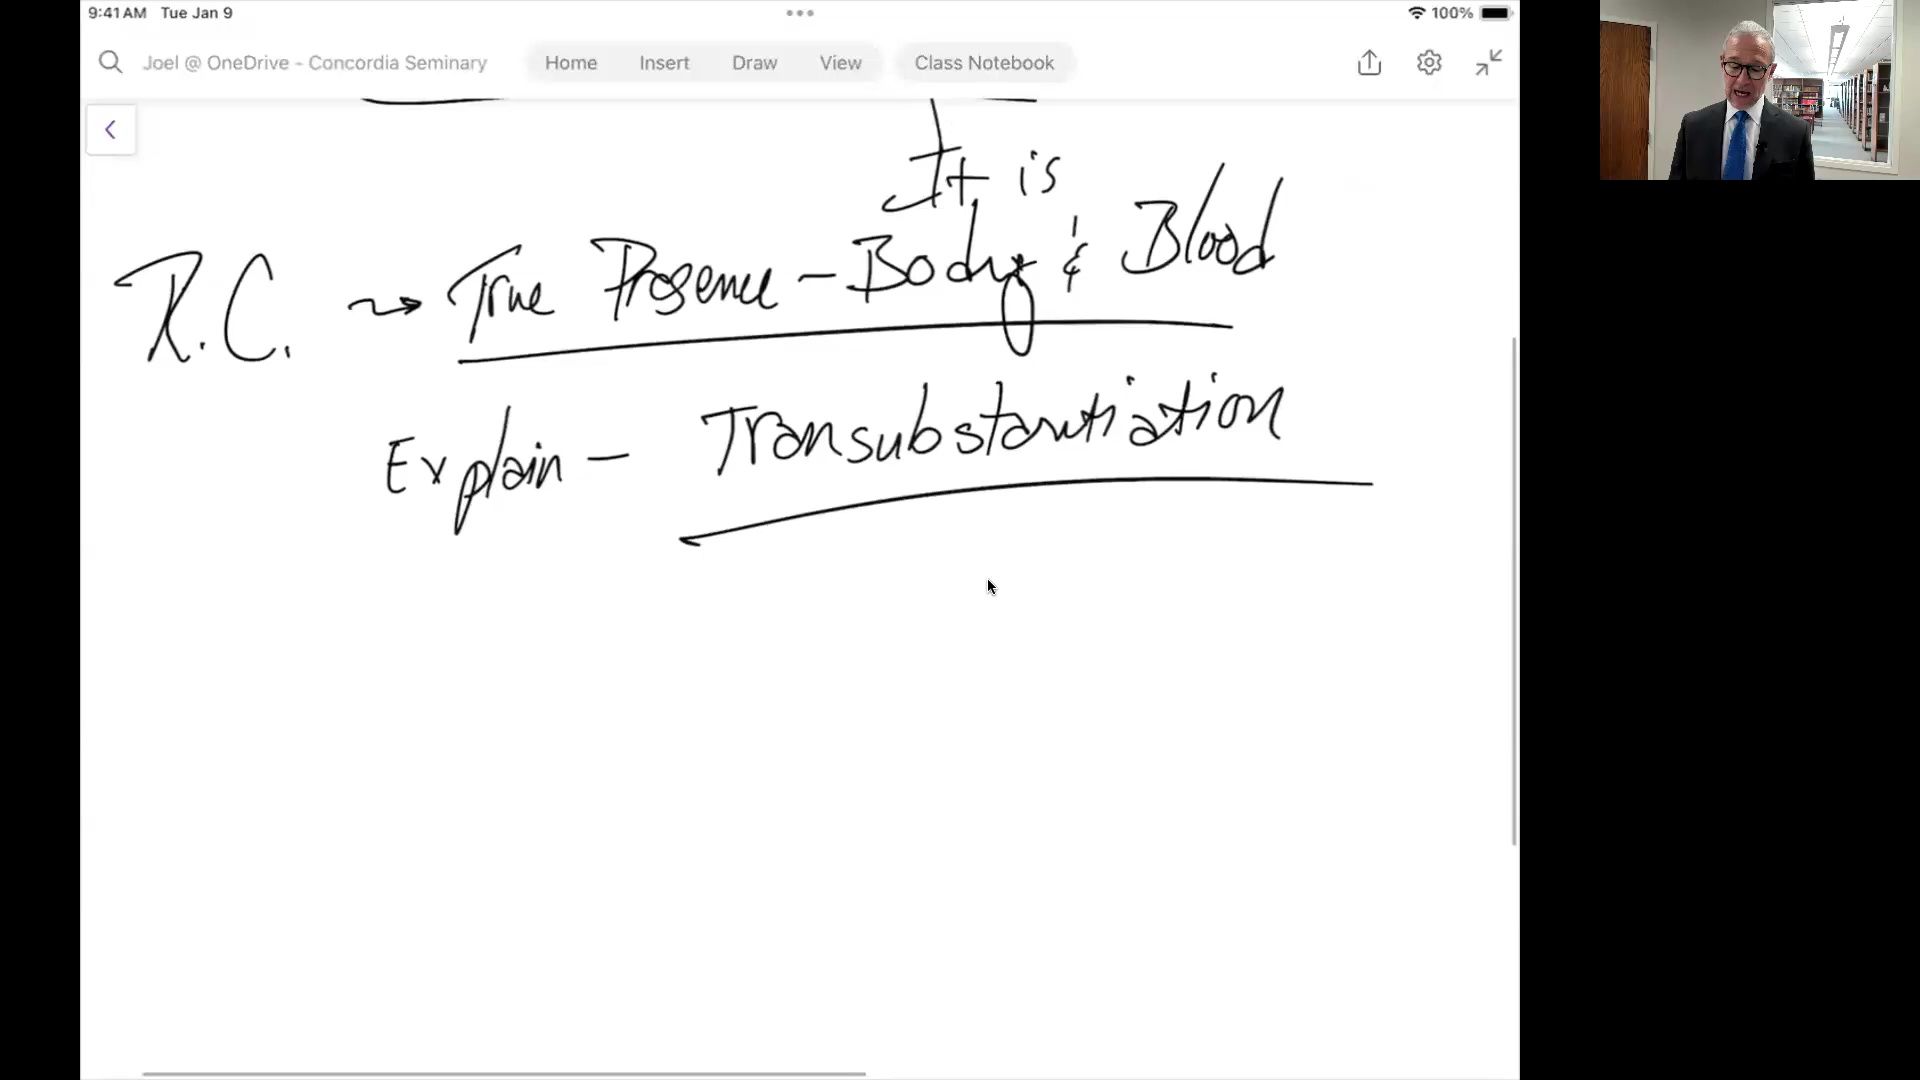 9:41 AM Tue Jan 9 100%
Joel @ OneDrive - Concordia Seminary Home Insert Draw View Class Notebook
It is
R.C. → True Presence - Body & Blood
Explain - Transubstantiation